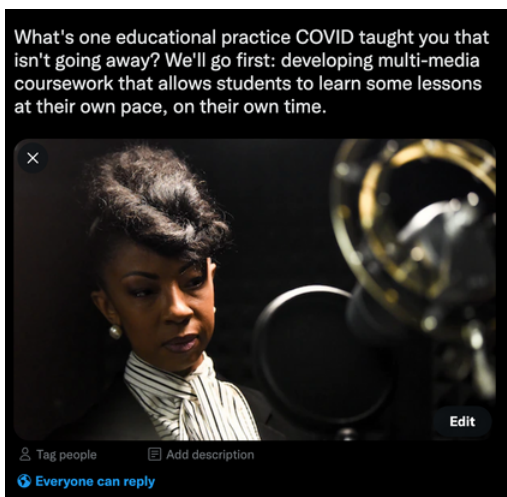 What's one educational practice COVID taught you that
isn't going away? We'll go first: developing multi-media
coursework that allows students to learn some lessons
at their own pace, on their own time.
Edit
Tag people
Add description
Everyone can reply